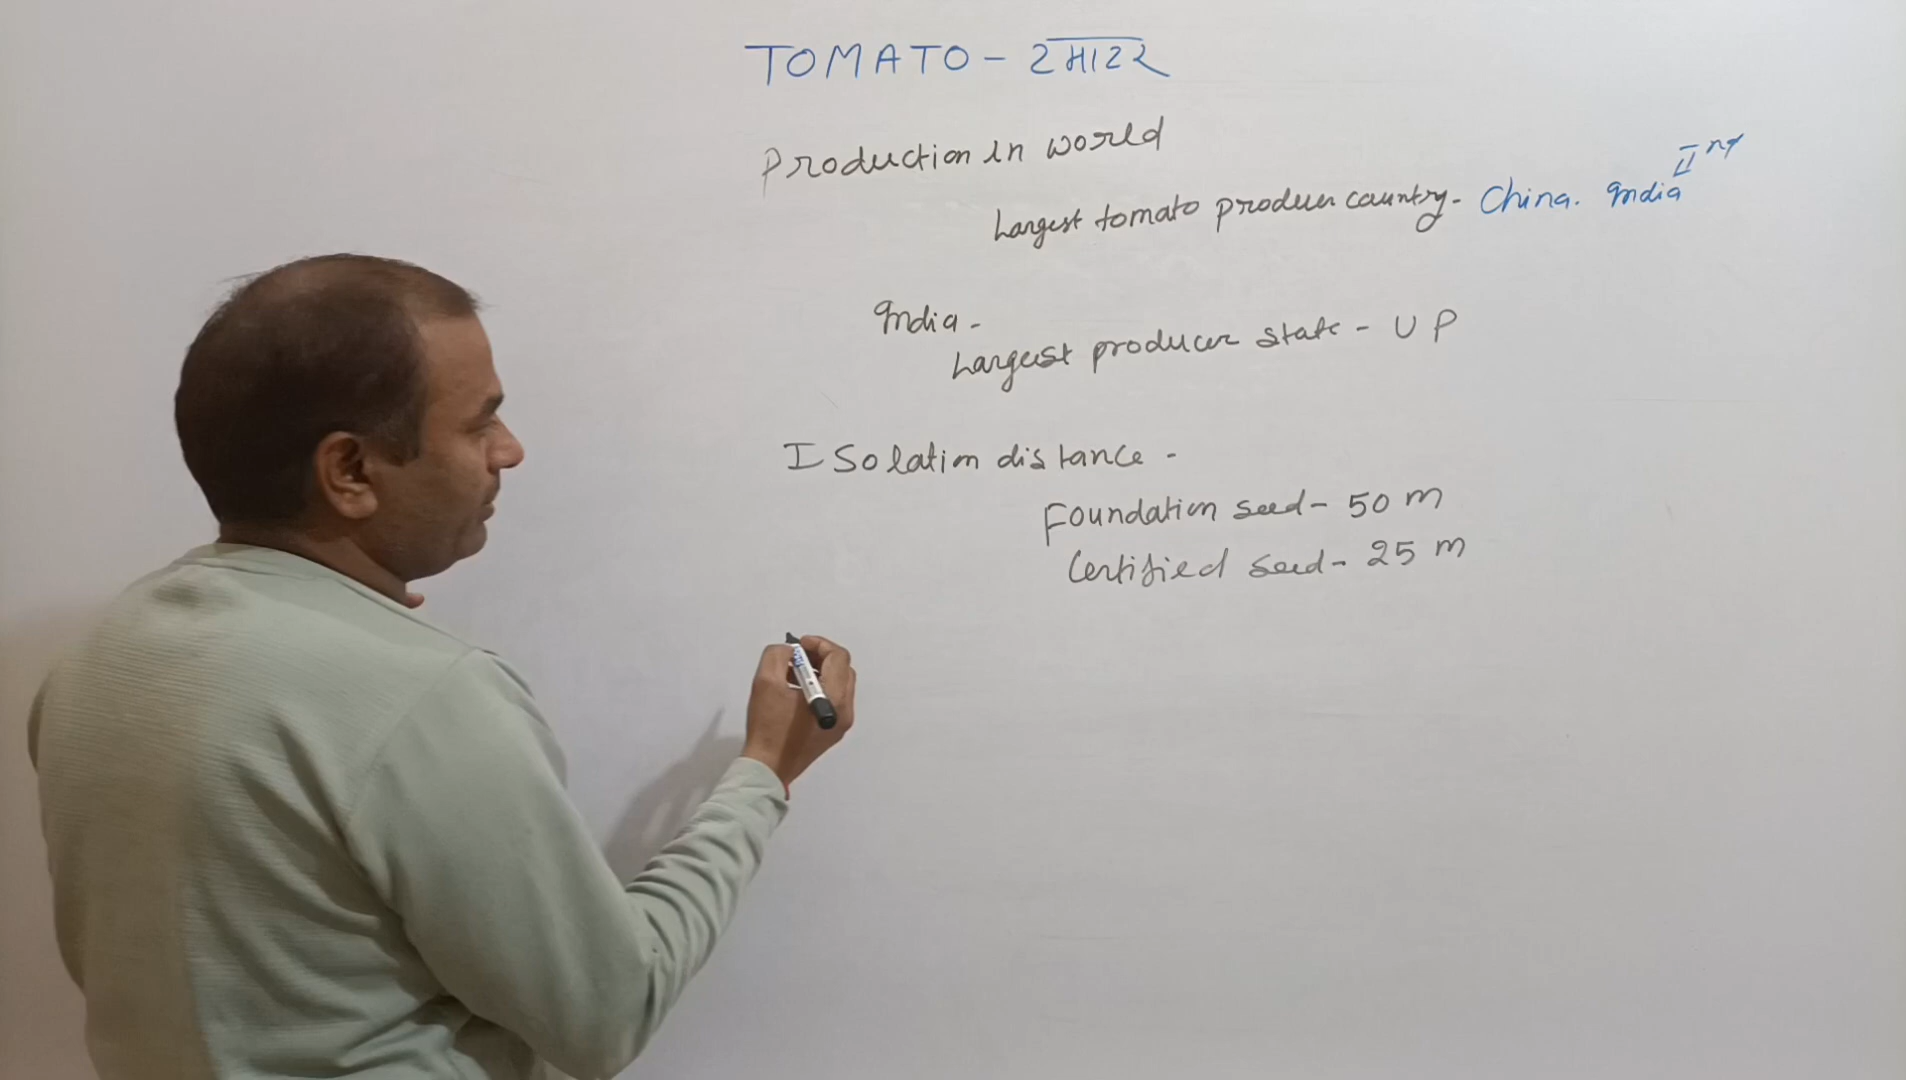 TOMATO - टमाटर
Production in world
Largest tomato producer country - China. India II nd
India -
Largest producer state - UP
Isolation distance -
Foundation seed - 50 m
Certified seed - 25 m